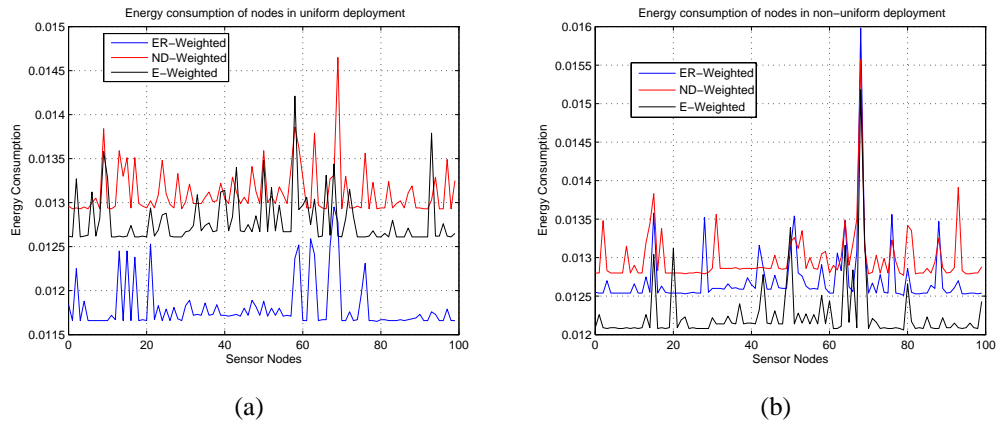 Energy consumption of nodes in uniform deployment
0.015
0.0145
0.014
0.0135
0.013
0.0125
0.012
0.0115
Energy Consumption
ER−Weighted
ND−Weighted
E−Weighted
0
20
40
60
80
100
Sensor Nodes
(a)
Energy consumption of nodes in non−uniform deployment
0.016
0.0155
0.015
0.0145
0.014
0.0135
0.013
0.0125
0.012
Energy Consumption
ER−Weighted
ND−Weighted
E−Weighted
0
20
40
60
80
100
Sensor Nodes
(b)